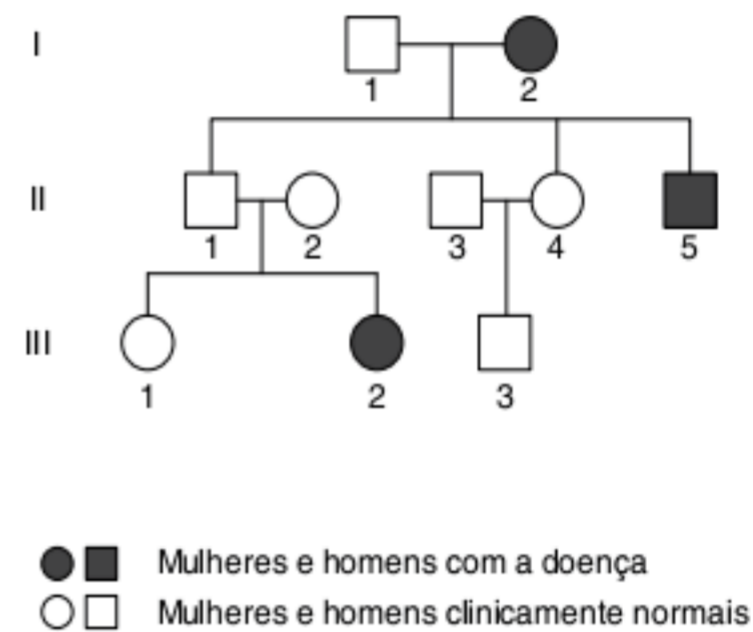 I
1 2
II
1 2 3 4 5
III
1 2 3
Mulheres e homens com a doença
Mulheres e homens clinicamente normais